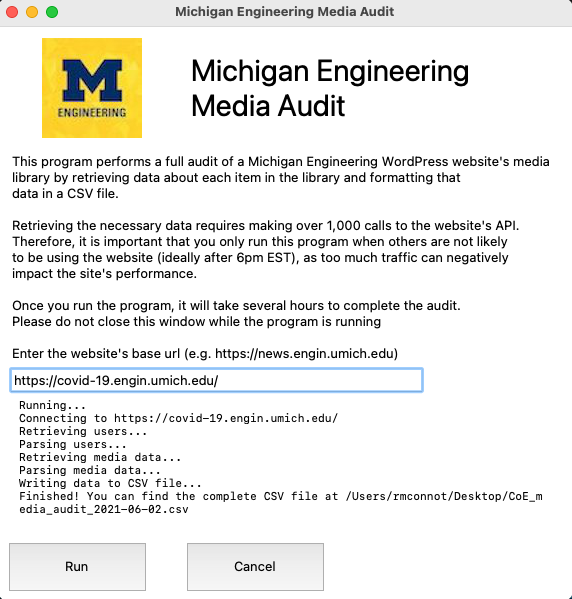 Michigan Engineering Media Audit
M
ENGINEERING
Michigan Engineering
Media Audit
This program performs a full audit of a Michigan Engineering WordPress website's media
library by retrieving data about each item in the library and formatting that
data in a CSV file.
Retrieving the necessary data requires making over 1,000 calls to the website's API.
Therefore, it is important that you only run this program when others are not likely
to be using the website (ideally after 6pm EST), as too much traffic can negatively
impact the site's performance.
Once you run the program, it will take several hours to complete the audit.
Please do not close this window while the program is running
Enter the website's base url (e.g. https://news.engin.umich.edu)
https://covid-19.engin.umich.edu/
Running...
Connecting to https://covid-19.engin.umich.edu/
Retrieving users...
Parsing users...
Retrieving media data...
Parsing media data...
Writing data to CSV file...
Finished! You can find the complete CSV file at /Users/rmconnot/Desktop/CoE_m
edia_audit_2021-06-02.csv
Run
Cancel